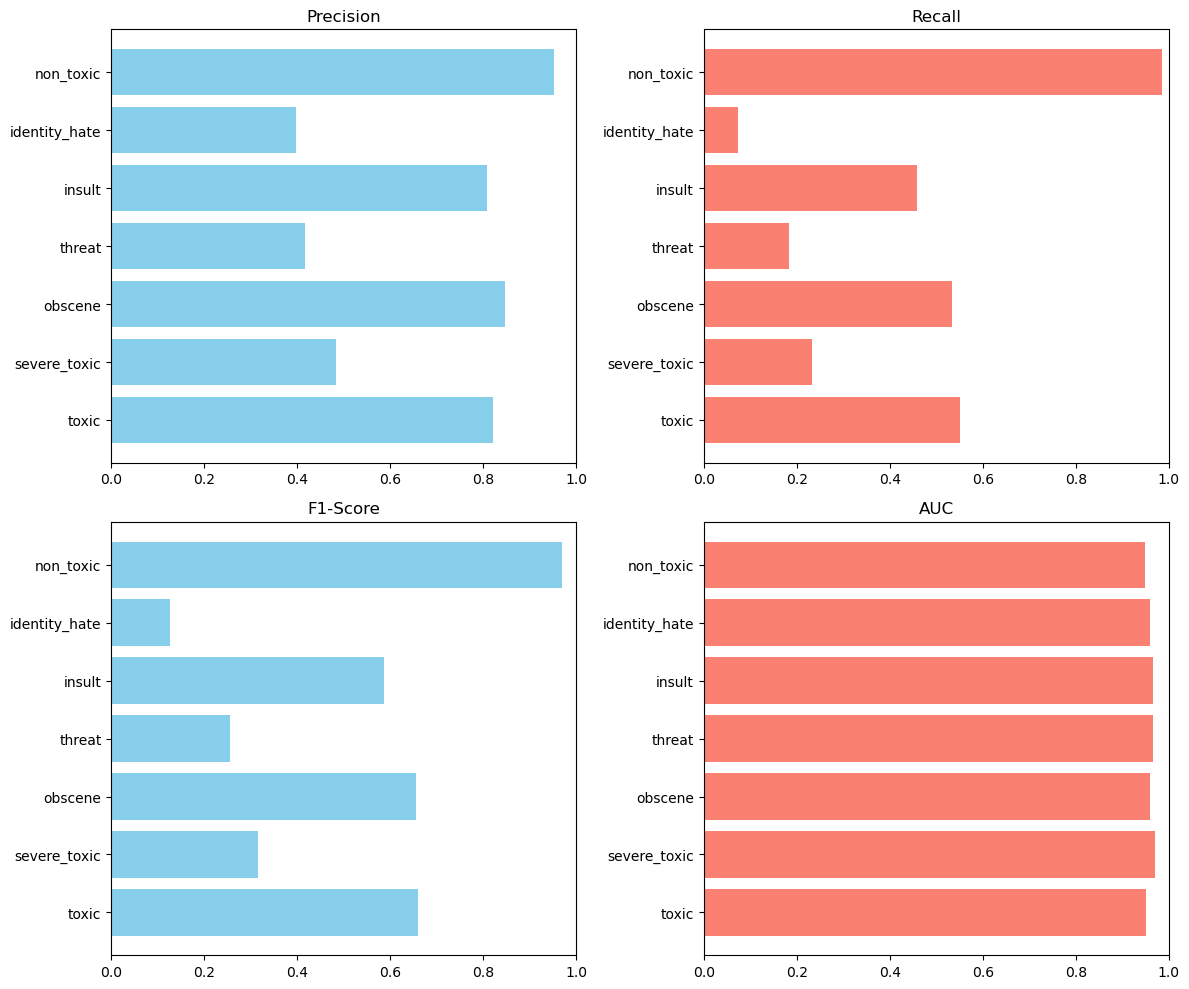 Precision
non_toxic
identity_hate
insult
threat
obscene
severe_toxic
toxic
0.0 0.2 0.4 0.6 0.8 1.0
Recall
non_toxic
identity_hate
insult
threat
obscene
severe_toxic
toxic
0.0 0.2 0.4 0.6 0.8 1.0
F1-Score
non_toxic
identity_hate
insult
threat
obscene
severe_toxic
toxic
0.0 0.2 0.4 0.6 0.8 1.0
AUC
non_toxic
identity_hate
insult
threat
obscene
severe_toxic
toxic
0.0 0.2 0.4 0.6 0.8 1.0